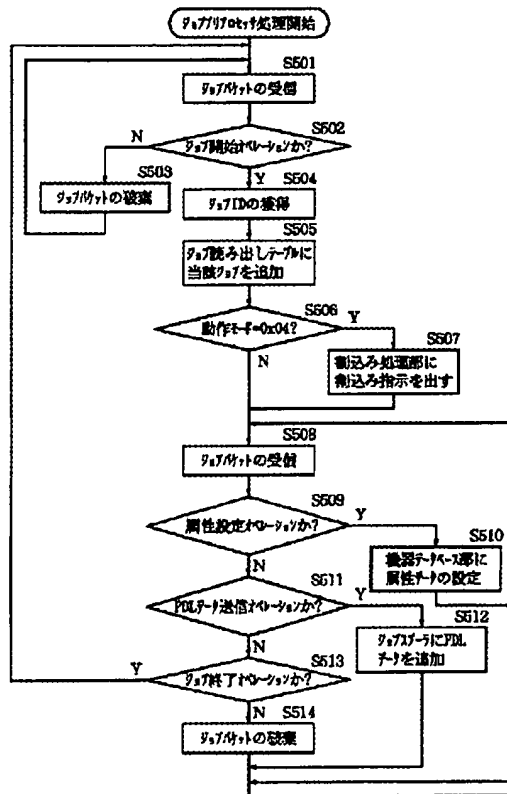 ジョブプリプロセッサ処理開始
S501
ジョブパケットの受信
S502
ジョブ開始オペレーションか?
N
Y
S503
ジョブパケットの破棄
S504
ジョブIDの獲得
S505
ジョブ読み出しテーブルに
当該ジョブを追加
S506
動作モード=0x04?
Y
N
S507
割込み処理部に
割込み指示を出す
S508
ジョブパケットの受信
S509
属性設定オペレーションか?
Y
N
S510
機器データベース部に
属性データの設定
S511
PDLデータ送信オペレーションか?
Y
N
S512
ジョブスプーラにPDL
データを追加
S513
ジョブ終了オペレーションか?
Y
N
S514
ジョブパケットの破棄